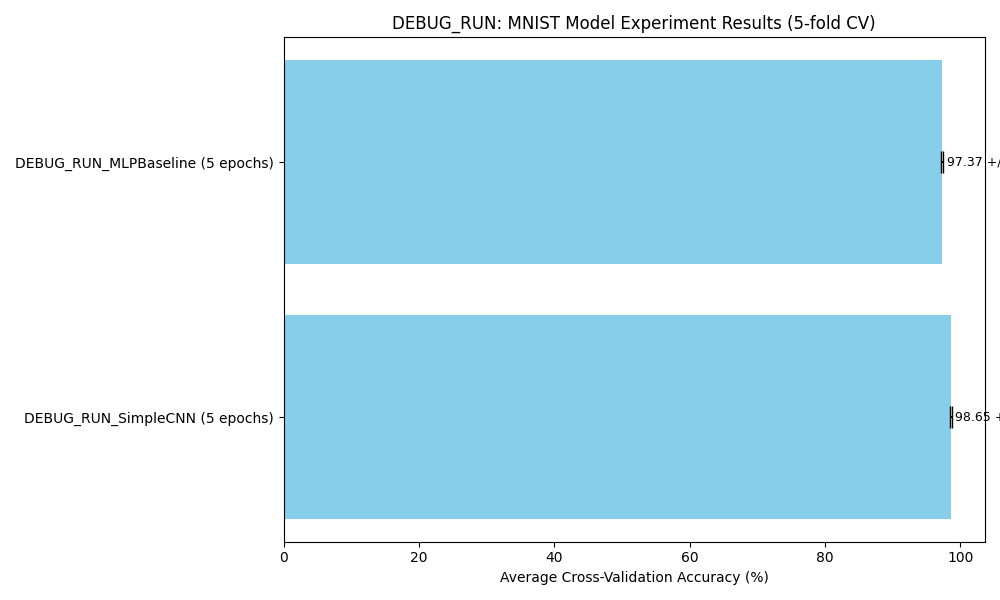 DEBUG_RUN: MNIST Model Experiment Results (5-fold CV)
DEBUG_RUN_MLPBaseline (5 epochs)
97.37 +/
DEBUG_RUN_SimpleCNN (5 epochs)
98.65 +
0 20 40 60 80 100
Average Cross-Validation Accuracy (%)